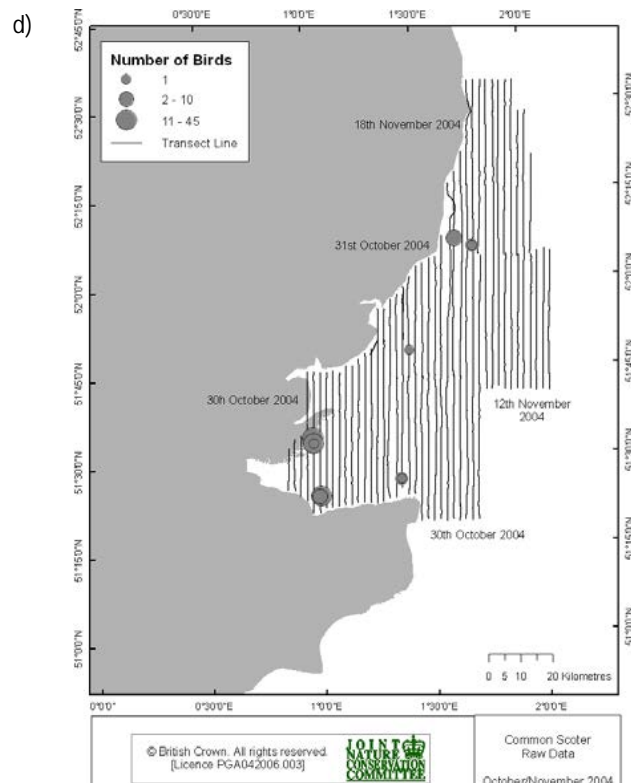 d)
0°30'0"E 1°0'0"E 1°30'0"E 2°0'0"E
Number of Birds
1
2 - 10
11 - 45
Transect Line
18th November 2004
31st October 2004
30h October 2004
12th November
2004
30th October 2004
52°45'0"N
52°30'0"N
52°15'0"N
52°0'0"N
51°45'0"N
51°30'0"N
51°15'0"N
51°0'0"N
0 5 10 20 Kilometres
0°0'0" 0°30'0"E 1°0'0"E 1°30'0"E 2°0'0"E
© British Crown. All rights reserved.
[Licence PGA042006.003]
JOINT
NATURE
CONSERVATION
COMMITTEE
Common Scoter
Raw Data
October/November 2004